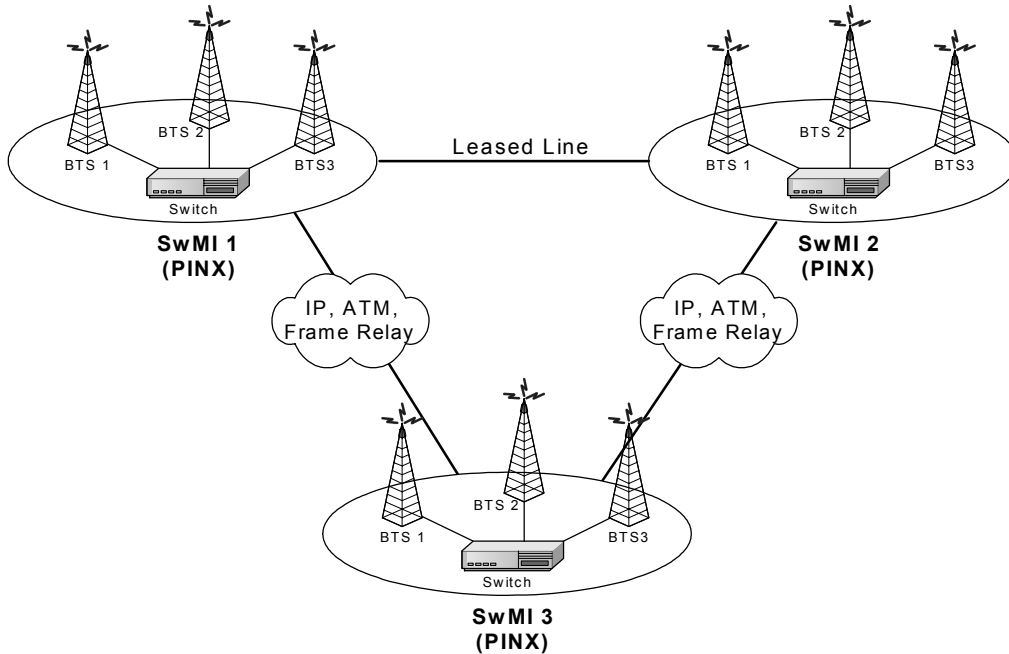 BTS 1
BTS 2
BTS3
Switch
SwMI 1
(PINX)
Leased Line
BTS 1
BTS 2
BTS3
Switch
SwMI 2
(PINX)
IP, ATM,
Frame Relay
IP, ATM,
Frame Relay
BTS 1
BTS 2
BTS3
Switch
SwMI 3
(PINX)